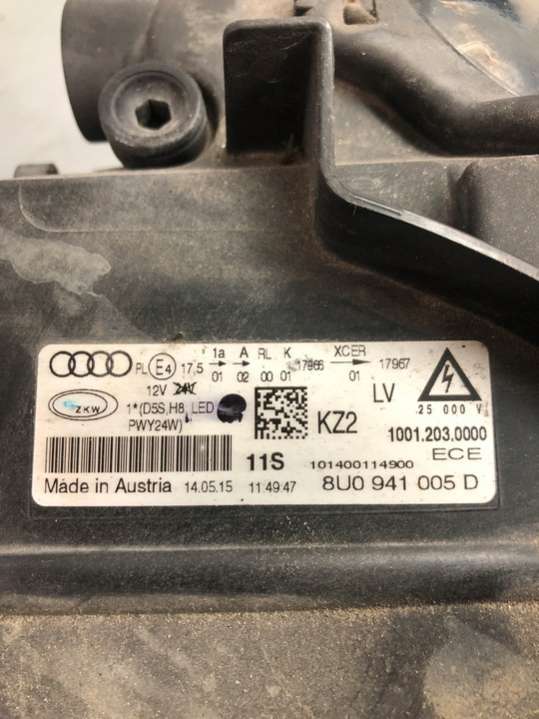 PL E4 17,5 1a 01 → A 02 → RL 00 K 01 17966 XCER 01 → 17967
12V 24V
ZKW 1*(D5S,H8, LED
PWY24W)
KZ2 LV 25 000 V
1001.203.0000
11S 101400114900 ECE
Made in Austria 14.05.15 11:49:47 8U0 941 005 D